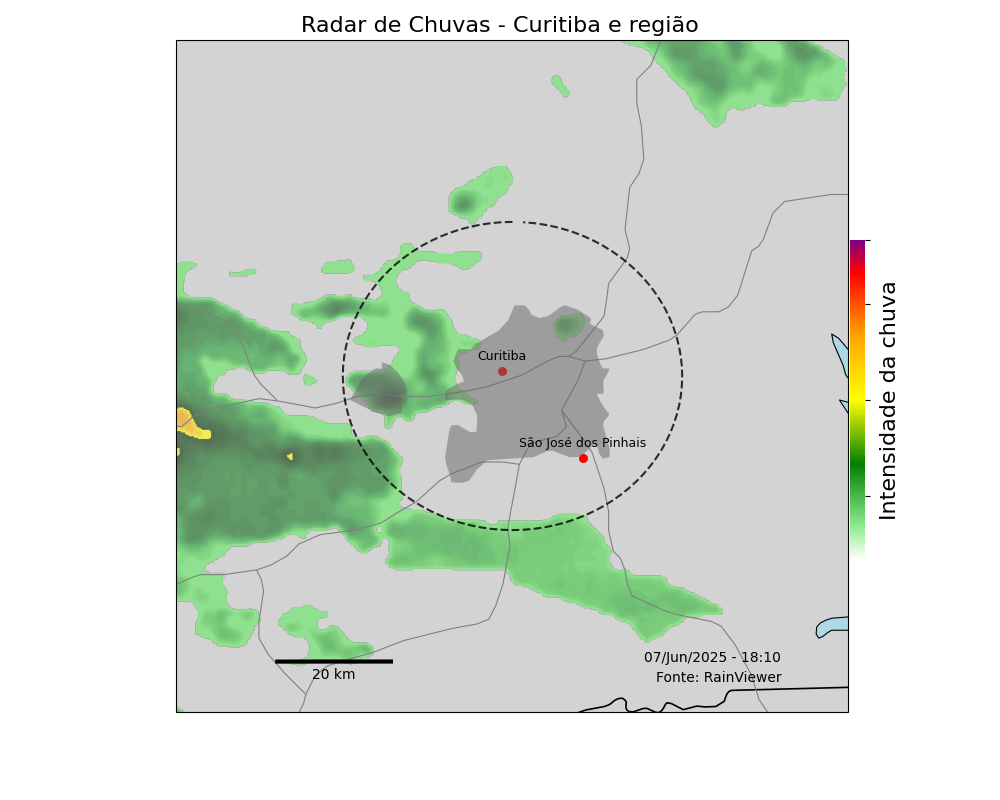 Radar de Chuvas - Curitiba e região
Curitiba
São José dos Pinhais
Intensidade da chuva
07/Jun/2025 - 18:10
Fonte: RainViewer
20 km